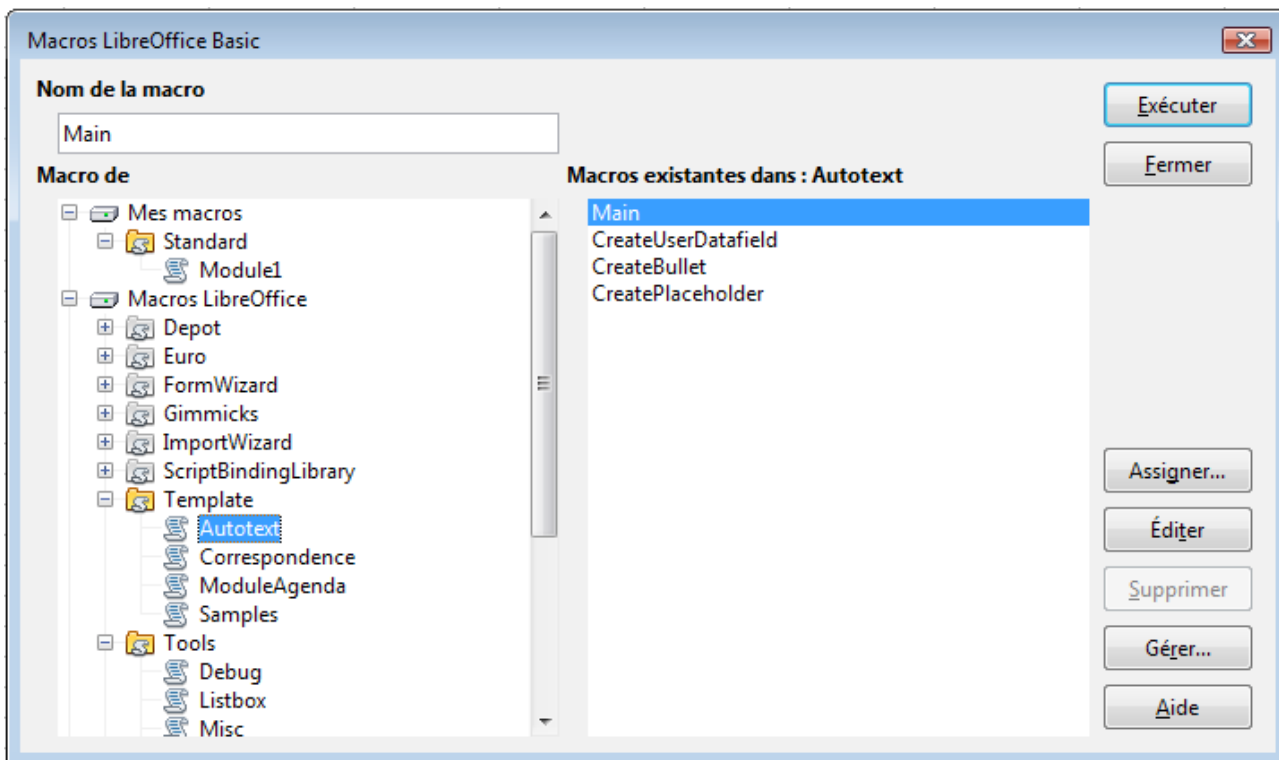 Macros LibreOffice Basic
Nom de la macro
Main
Macro de
Mes macros
Standard
Module1
Macros LibreOffice
Depot
Euro
FormWizard
Gimmicks
ImportWizard
ScriptBindingLibrary
Template
Autotext
Correspondence
ModuleAgenda
Samples
Tools
Debug
Listbox
Misc
Macros existantes dans : Autotext
Main
CreateUserDatafield
CreateBullet
CreatePlaceholder
Exécuter
Fermer
Assigner...
Éditer
Supprimer
Gérer...
Aide